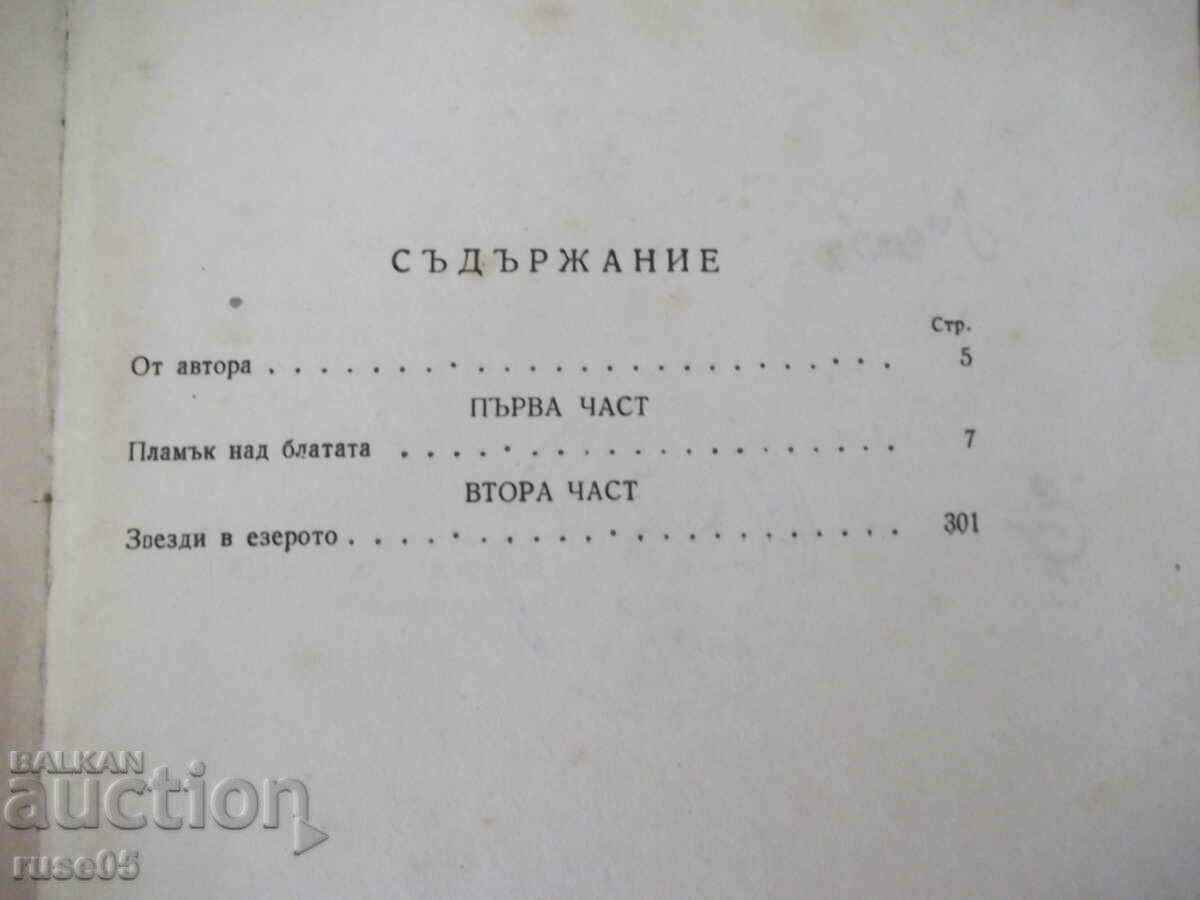 СЪДЪРЖАНИЕ
Стр.
От автора . . . . . . . . . . . . . . . . . . . . . . . . . . . . . 5
ПЪРВА ЧАСТ
Пламък над блатата . . . . . . . . . . . . . . . . . . . . 7
ВТОРА ЧАСТ
Звезди в езерото . . . . . . . . . . . . . . . . . . . . . . 301
BALKAN
auction
ruse05